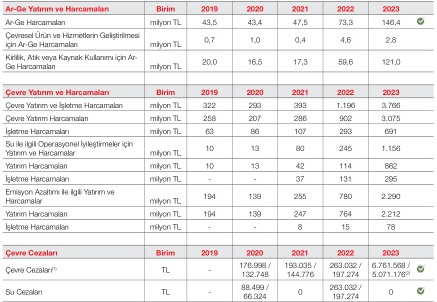 Ar-Ge Yatırım ve Harcamaları Birim 2019 2020 2021 2022 2023
Ar-Ge Harcamaları milyon TL 43,5 43,4 47,5 73,3 146,4
Çevresel Ürün ve Hizmetlerin Geliştirilmesi
için Ar-Ge Harcamaları milyon TL 0,7 1,0 0,4 4,6 2,8
Kirlilik, Atık veya Kaynak Kullanımı için Ar-
Ge Harcamaları milyon TL 20,0 16,5 17,3 59,6 121,0
Çevre Yatırım ve Harcamaları Birim 2019 2020 2021 2022 2023
Çevre Yatırım ve İşletme Harcamaları milyon TL 322 293 393 1.196 3.766
Çevre Yatırım Harcamaları milyon TL 258 207 286 902 3.075
İşletme Harcamaları milyon TL 63 86 107 293 691
Su ile ilgili Operasyonel İyileştirmeler için
Yatırım ve Harcamalar milyon TL 10 13 80 245 1.156
Yatırım Harcamaları milyon TL 10 13 42 114 862
İşletme Harcamaları milyon TL - - 37 131 295
Emisyon Azaltımı ile ilgili Yatırım ve
Harcamalar milyon TL 194 139 255 780 2.290
Yatırım Harcamaları milyon TL 194 139 247 764 2.212
İşletme Harcamaları milyon TL - - 8 15 78
Çevre Cezaları Birim 2019 2020 2021 2022 2023
Çevre Cezaları(1) TL - 176.998 / 132.748 193.035 / 144.776 263.032 / 197.274 6.761.568 / 5.071.176(2)
Su Cezaları TL - 88.499 / 66.324 0 263.032 / 197.274 0